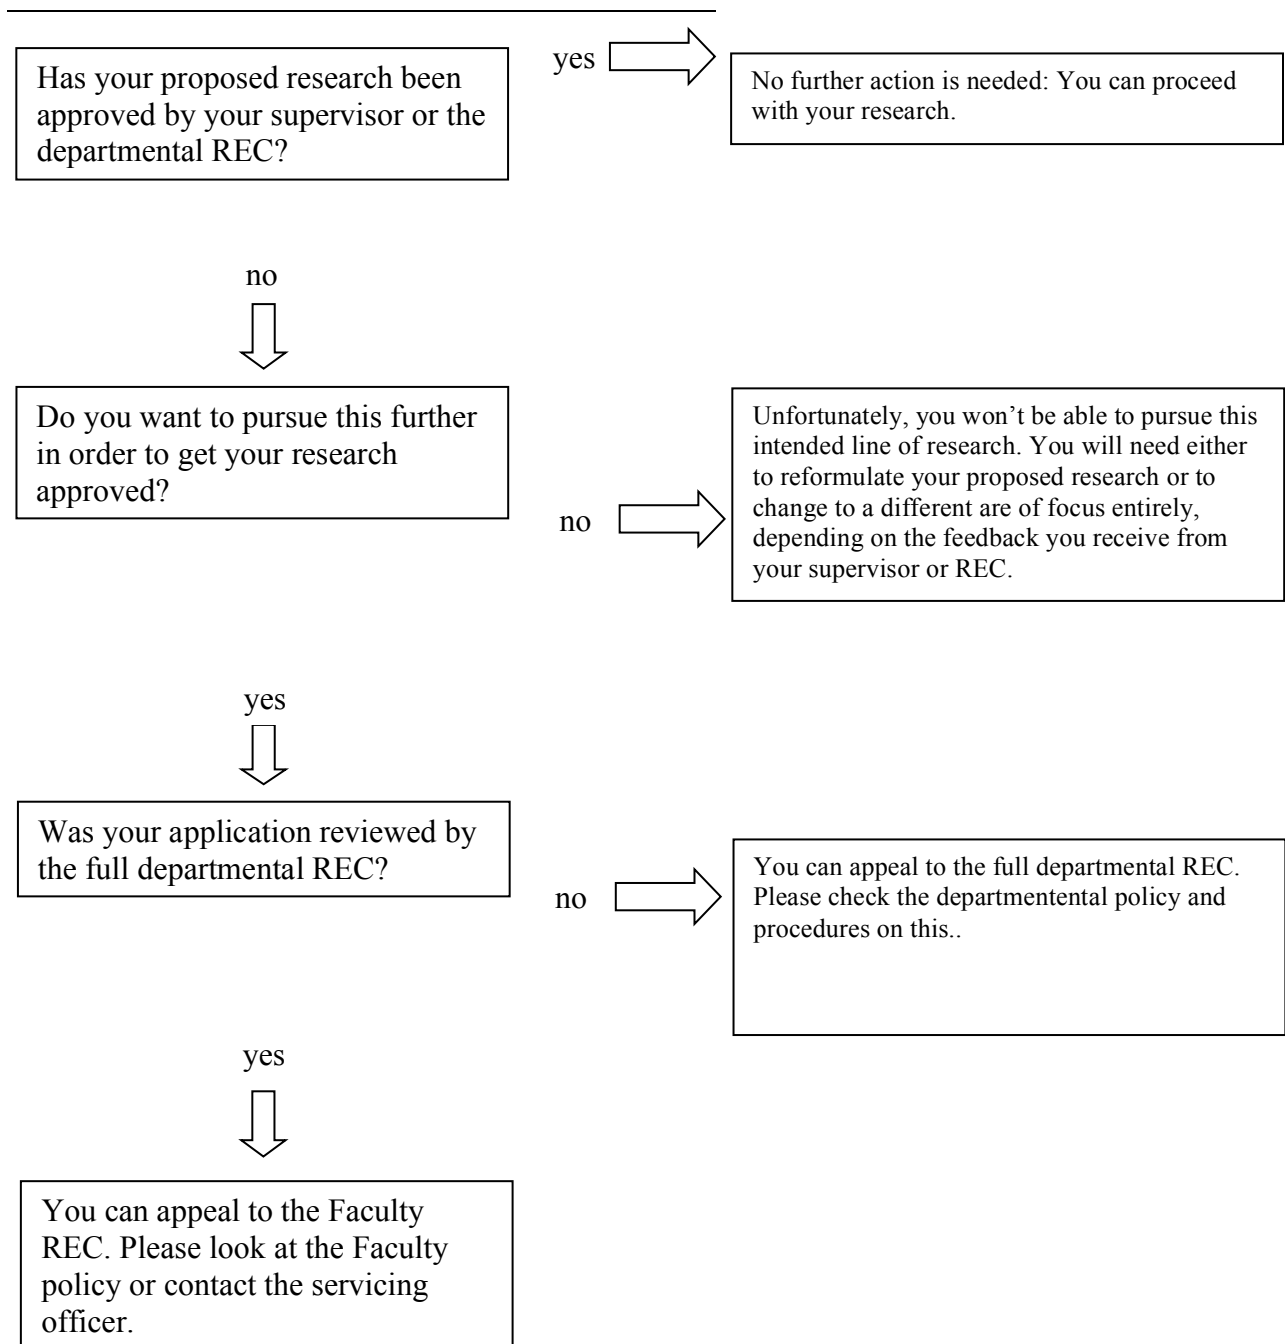 Has your proposed research been
approved by your supervisor or the
departmental REC?
yes
No further action is needed: You can proceed
with your research.
no
Do you want to pursue this further
in order to get your research
approved?
no
Unfortunately, you won’t be able to pursue this
intended line of research. You will need either
to reformulate your proposed research or to
change to a different are of focus entirely,
depending on the feedback you receive from
your supervisor or REC.
yes
Was your application reviewed by
the full departmental REC?
no
You can appeal to the full departmental REC.
Please check the departmentental policy and
procedures on this..
yes
You can appeal to the Faculty
REC. Please look at the Faculty
policy or contact the servicing
officer.